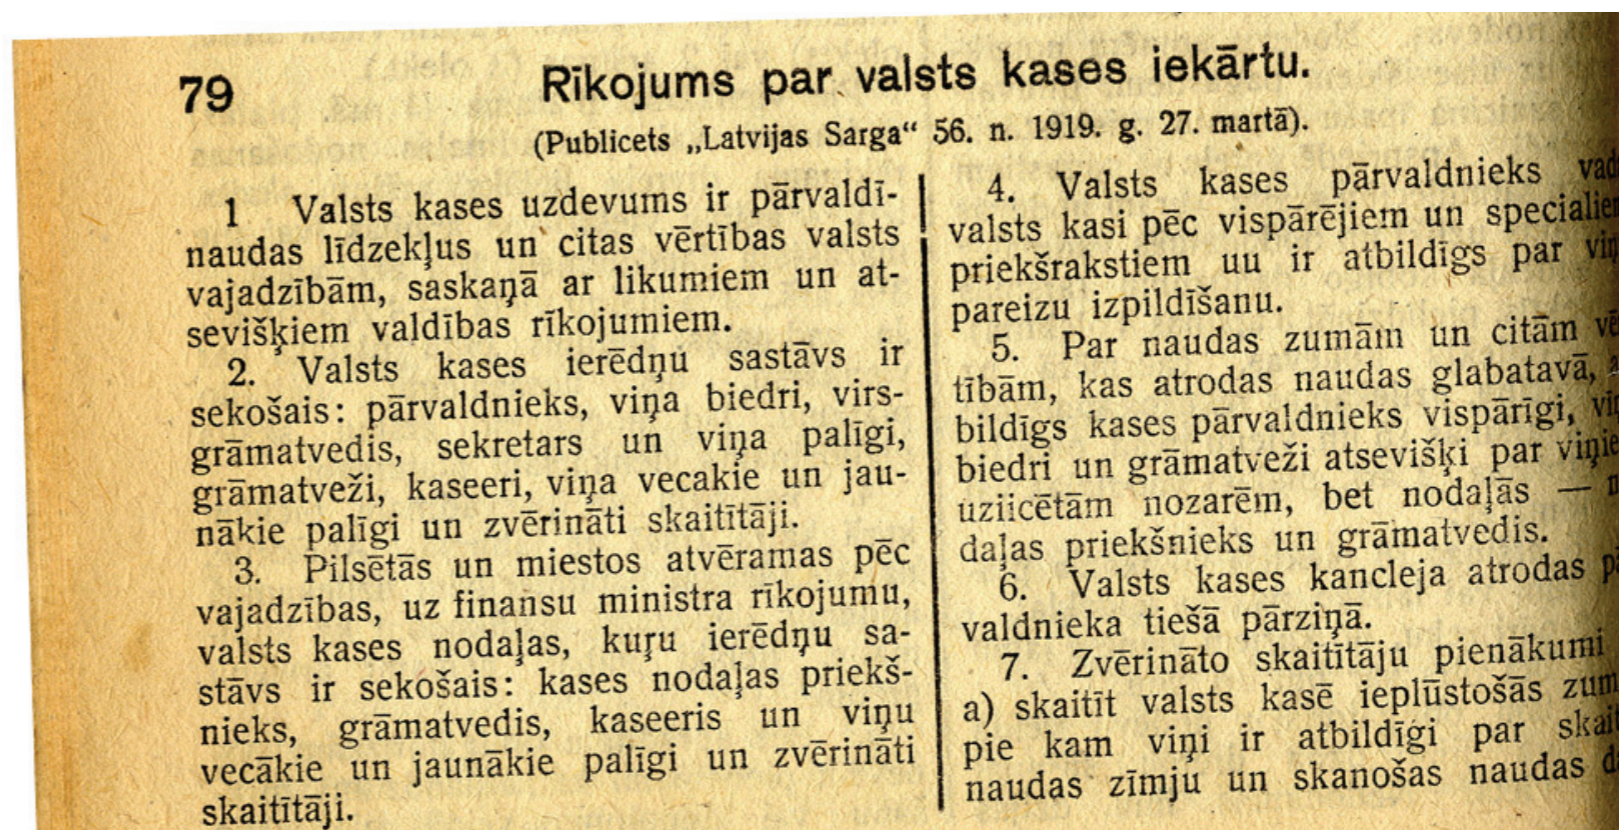 79
Rīkojums par valsts kases iekārtu.
(Publicets „Latvijas Sarga“ 56. n. 1919. g. 27. martā).
1 Valsts kases uzdevums ir pārvaldī-
naudas līdzekļus un citas vērtības valsts
vajadzībām, saskaņā ar likumiem un at-
sevišķiem valdības rīkojumiem.
2. Valsts kases ierēdņu sastāvs ir
sekošais: pārvaldnieks, viņa biedri, virs-
grāmatvedis, sekretars un viņa palīgi,
grāmatveži, kaseeri, viņa vecakie un jau-
nākie palīgi un zvērināti skaitītāji.
3. Pilsētās un miestos atvēramas pēc
vajadzības, uz finansu ministra rīkojumu,
valsts kases nodaļas, kuŗu ierēdņu sa-
stāvs ir sekošais: kases nodaļas priekš-
nieks, grāmatvedis, kaseeris un viņu
vecākie un jaunākie palīgi un zvērināti
skaitītāji.
4. Valsts kases pārvaldnieks
valsts kasi pēc vispārējiem un
priekšrakstiem uu ir atbildīgs par
pareizu izpildīšanu.
5. Par naudas zumām un citām
tībām, kas atrodas naudas glabatavā,
bildīgs kases pārvaldnieks vispārīgi,
biedri un grāmatveži atsevišķi par
uziicētām nozarēm, bet nodaļās —
daļas priekšnieks un grāmatvedis.
6. Valsts kases kancleja atrodas
valdnieka tiešā pārziņā.
7. Zvērināto skaitītāju pienākumi
a) skaitīt valsts kasē ieplūstošās
pie kam viņi ir atbildīgi par
naudas zīmju un skanošas naudas